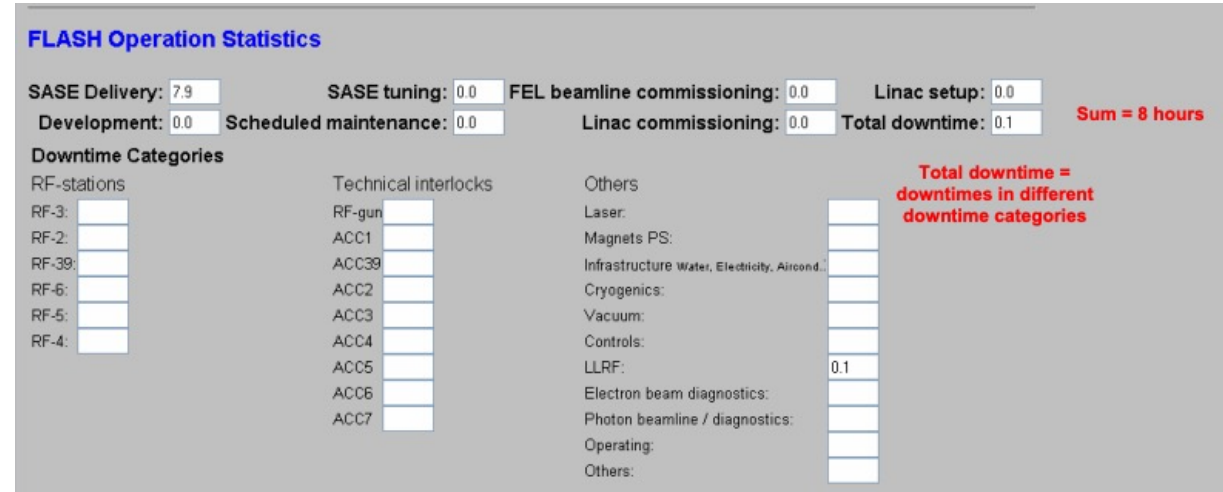 FLASH Operation Statistics
SASE Delivery: 7.9 SASE tuning: 0.0 FEL beamline commissioning: 0.0 Linac setup: 0.0
Development: 0.0 Scheduled maintenance: 0.0 Linac commissioning: 0.0 Total downtime: 0.1
Sum = 8 hours
Downtime Categories
Total downtime =
downtimes in different
downtime categories
RF-stations Technical interlocks Others
RF-3: RF-gun Laser:
RF-2: ACC1 Magnets PS:
RF-39: ACC39 Infrastructure Water, Electricity, Aircond.:
RF-6: ACC2 Cryogenics:
RF-5: ACC3 Vacuum:
RF-4: ACC4 Controls:
ACC5 LLRF: 0.1
ACC6 Electron beam diagnostics:
ACC7 Photon beamline / diagnostics:
Operating:
Others: